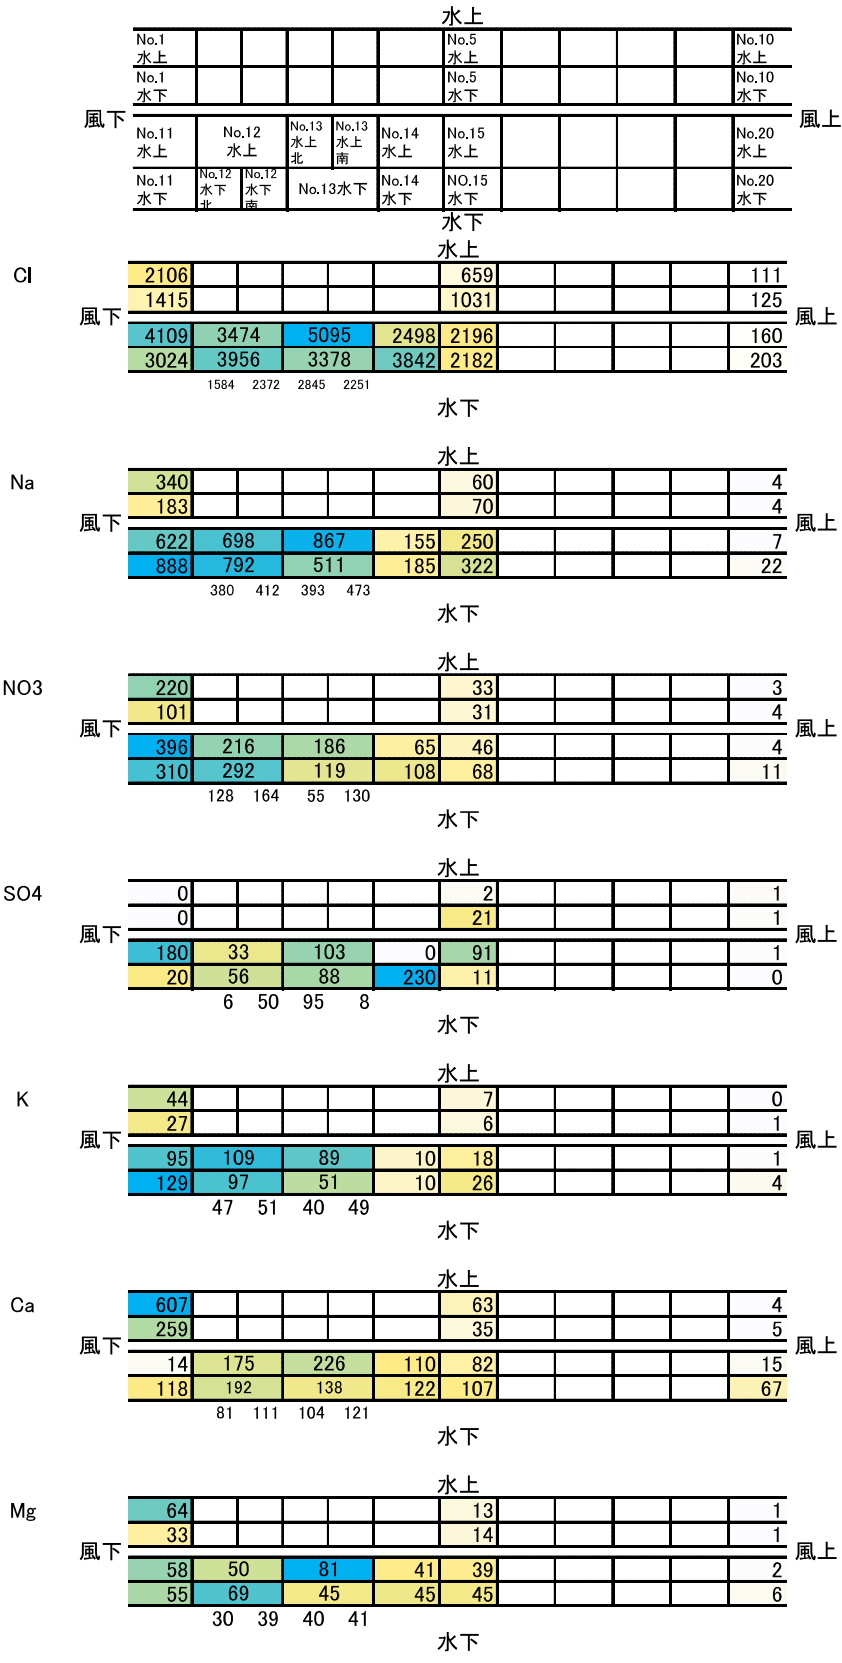 水上
No.1 水上 No.5 水上 No.10 水上
No.1 水下 No.5 水下 No.10 水下
風下 風上
No.11 水上 No.12 水上 No.13 水上 北 No.13 水上 南 No.14 水上 No.15 水上 No.20 水上
No.11 水下 No.12 水下 北 No.12 水下 南 No.13水下 No.14 水下 NO.15 水下 No.20 水下
水下
水上
Cl 2106 659 111
1415 1031 125
風下 風上
4109 3474 5095 2498 2196 160
3024 3956 3378 3842 2182 203
1584 2372 2845 2251
水下
水上
Na 340 60 4
183 70 4
風下 風上
622 698 867 155 250 7
888 792 511 185 322 22
380 412 393 473
水下
水上
NO3 220 33 3
101 31 4
風下 風上
396 216 186 65 46 4
310 292 119 108 68 11
128 164 55 130
水下
水上
SO4 0 2 1
0 21 1
風下 風上
180 33 103 0 91 1
20 56 88 230 11 0
6 50 95 8
水下
水上
K 44 7 0
27 6 1
風下 風上
95 109 89 10 18 1
129 97 51 10 26 4
47 51 40 49
水下
水上
Ca 607 63 4
259 35 5
風下 風上
14 175 226 110 82 15
118 192 138 122 107 67
81 111 104 121
水下
水上
Mg 64 13 1
33 14 1
風下 風上
58 50 81 41 39 2
55 69 45 45 45 6
30 39 40 41
水下